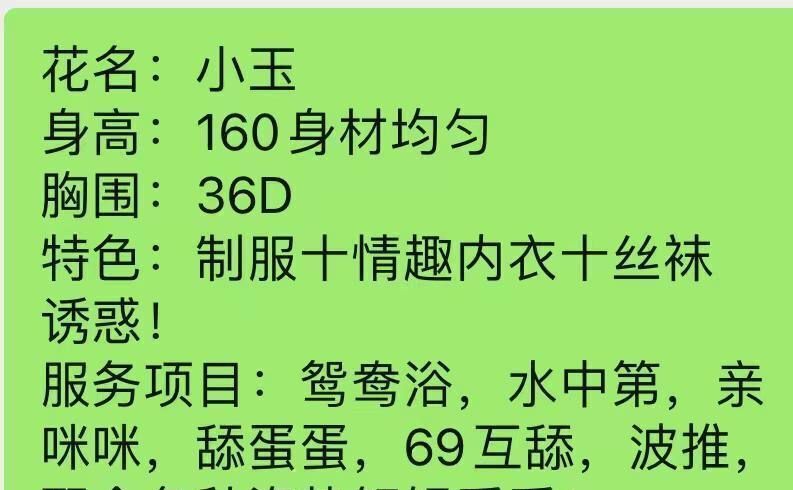 花名：小玉
身高：160身材均匀
胸围：36D
特色：制服十情趣内衣十丝袜
诱惑！
服务项目：鸳鸯浴，水中第，亲
咪咪，舔蛋蛋，69互舔，波推，